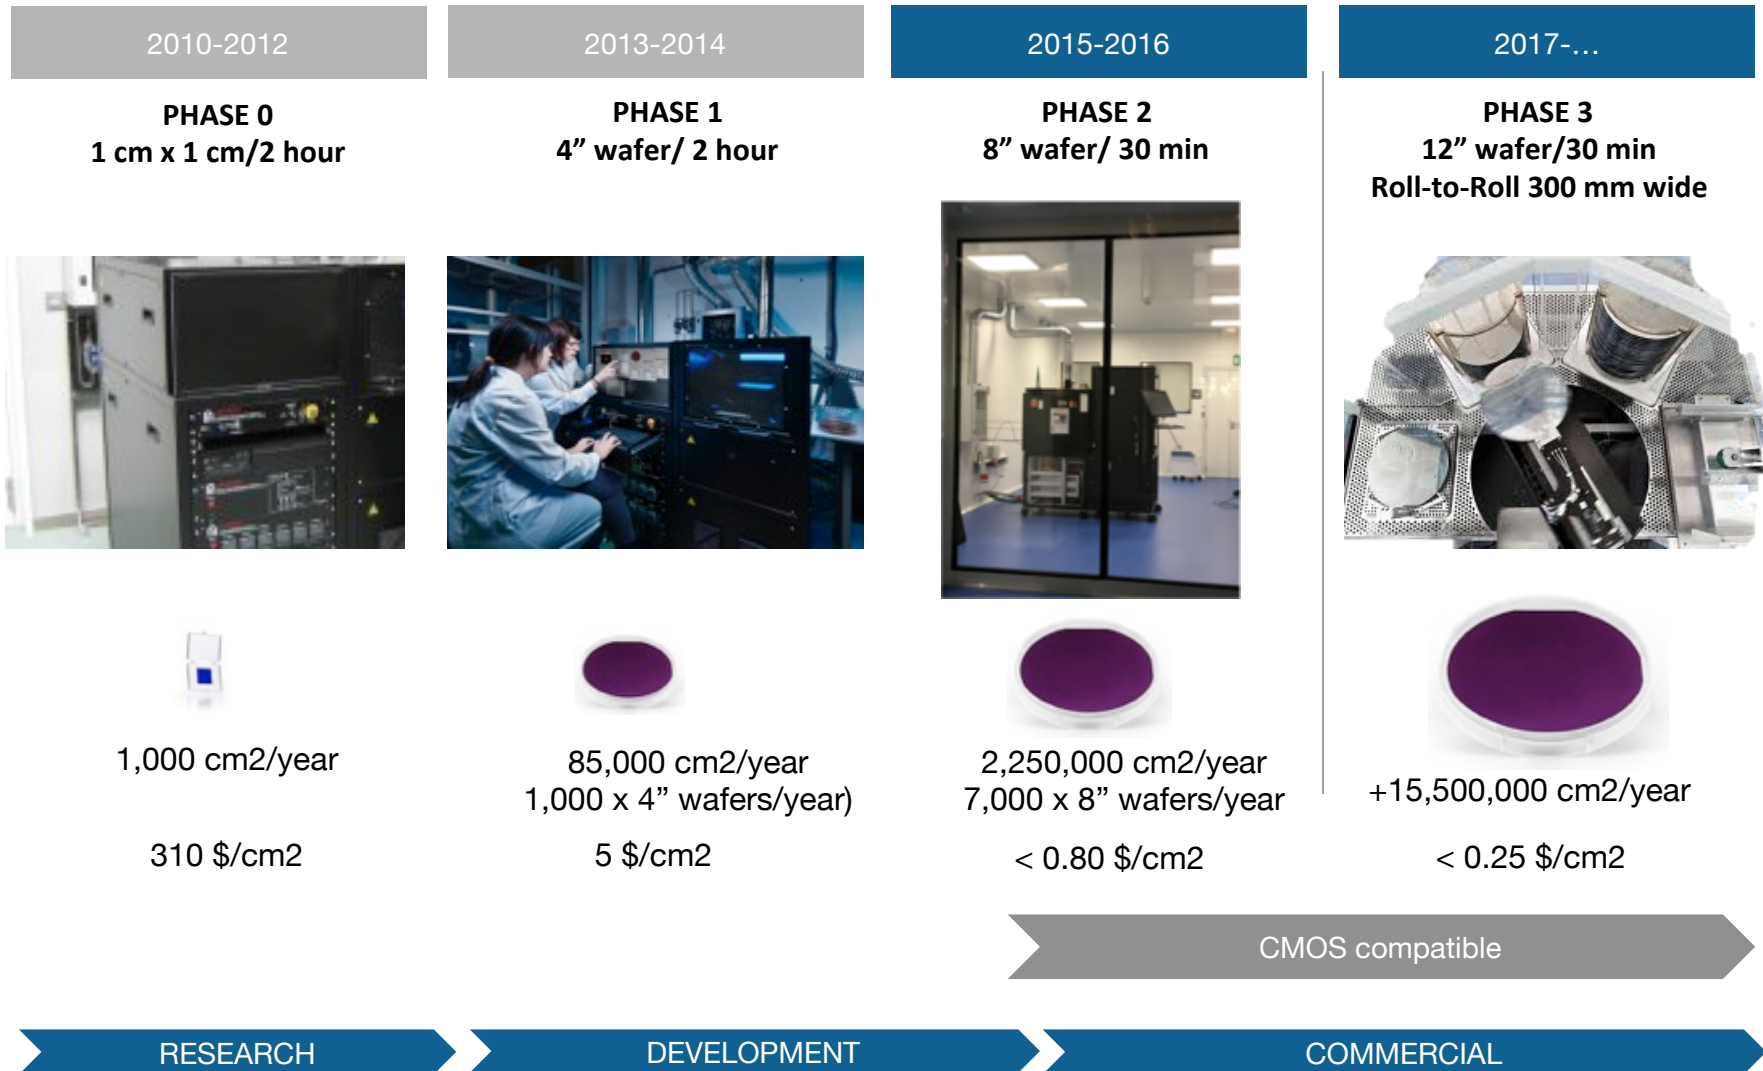 2010-2012
2013-2014
2015-2016
2017-…
PHASE 0
1 cm x 1 cm/2 hour
PHASE 1
4” wafer/ 2 hour
PHASE 2
8” wafer/ 30 min
PHASE 3
12” wafer/30 min
Roll-to-Roll 300 mm wide
1,000 cm2/year
310 $/cm2
85,000 cm2/year
1,000 x 4” wafers/year)
5 $/cm2
2,250,000 cm2/year
7,000 x 8” wafers/year
< 0.80 $/cm2
+15,500,000 cm2/year
< 0.25 $/cm2
CMOS compatible
RESEARCH
DEVELOPMENT
COMMERCIAL